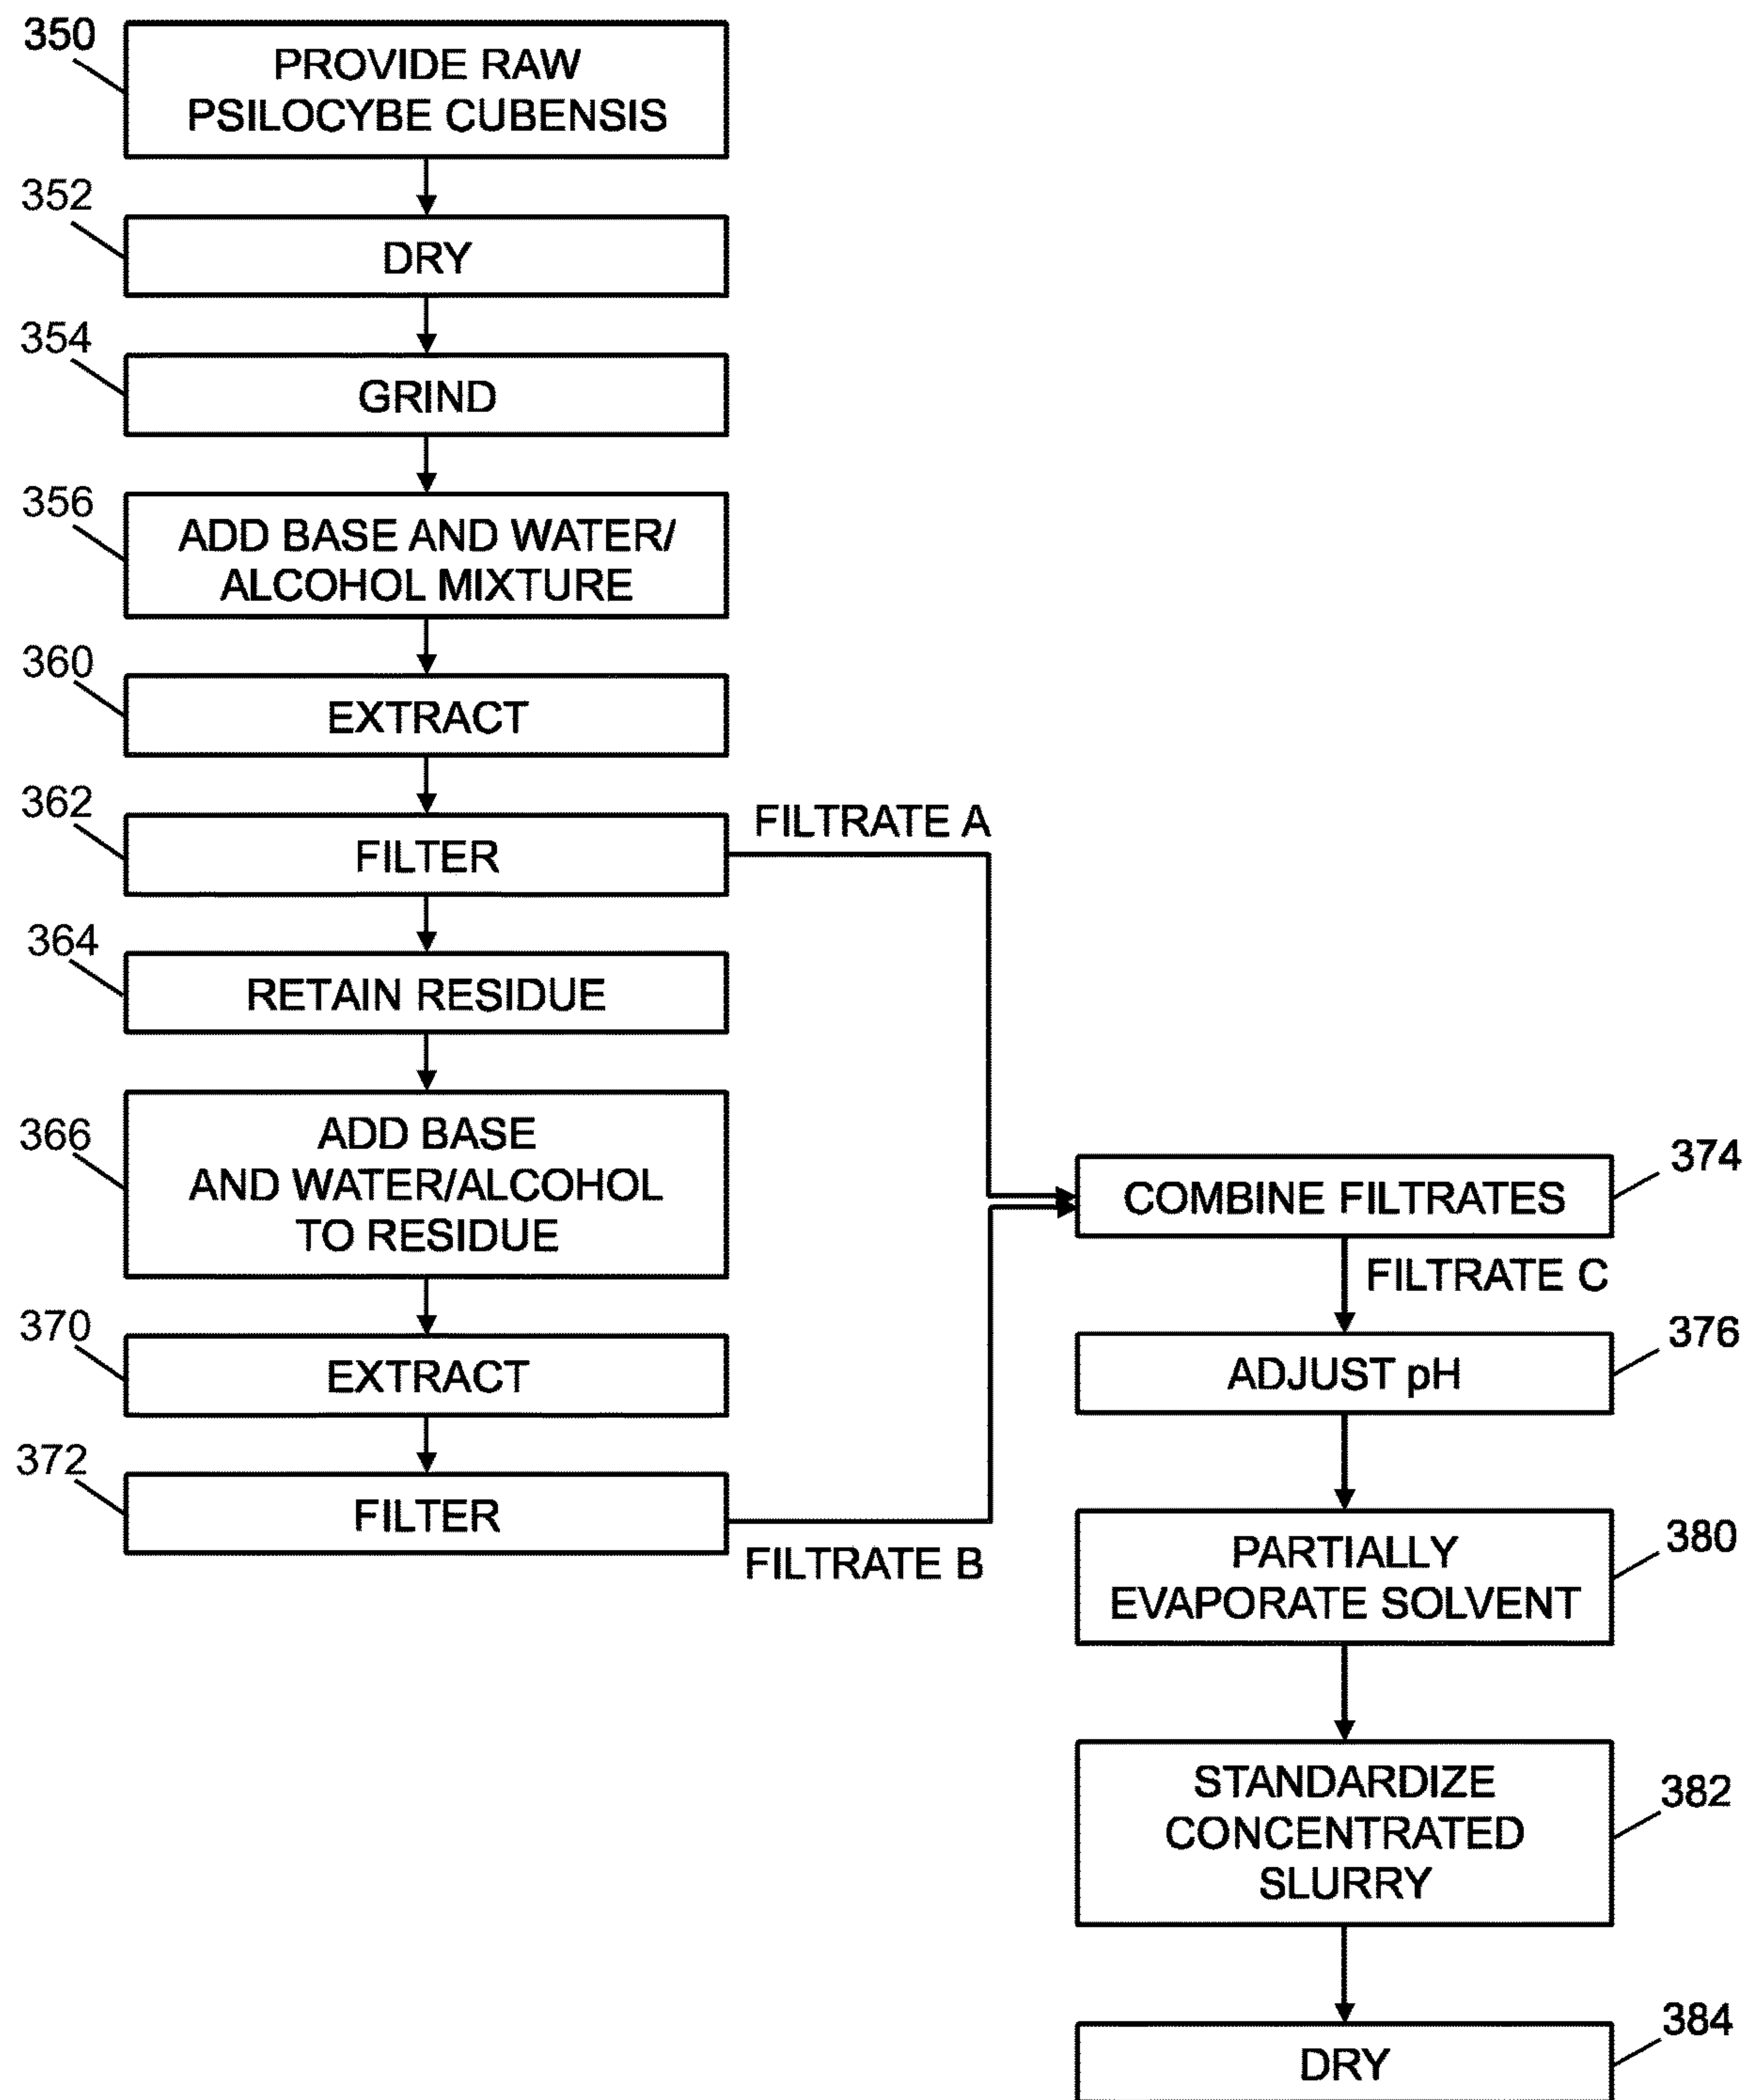 350
PROVIDE RAW
PSILOCYBE CUBENSIS
352
DRY
354
GRIND
356
ADD BASE AND WATER/
ALCOHOL MIXTURE
360
EXTRACT
362
FILTER
FILTRATE A
364
RETAIN RESIDUE
366
ADD BASE
AND WATER/ALCOHOL
TO RESIDUE
370
EXTRACT
372
FILTER
FILTRATE B
374
COMBINE FILTRATES
FILTRATE C
376
ADJUST pH
380
PARTIALLY
EVAPORATE SOLVENT
382
STANDARDIZE
CONCENTRATED
SLURRY
384
DRY